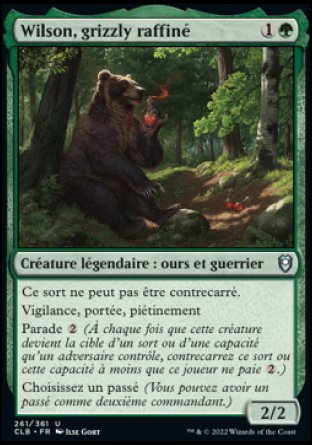 Wilson, grizzly raffiné 1
Créature légendaire : ours et guerrier
Ce sort ne peut pas être contrecarré.
Vigilance, portée, piétinement
Parade 2 (À chaque fois que cette créature
devient la cible d'un sort ou d'une capacité
qu'un adversaire contrôle, contrecarrez ce sort ou
cette capacité à moins que ce joueur ne paie 2.)
Choisissez un passé (Vous pouvez avoir un
passé comme deuxième commandant.)
2/2
261/361 U
CLB • FR Ilse Gort
™ & © 2022 Wizards of the Coast